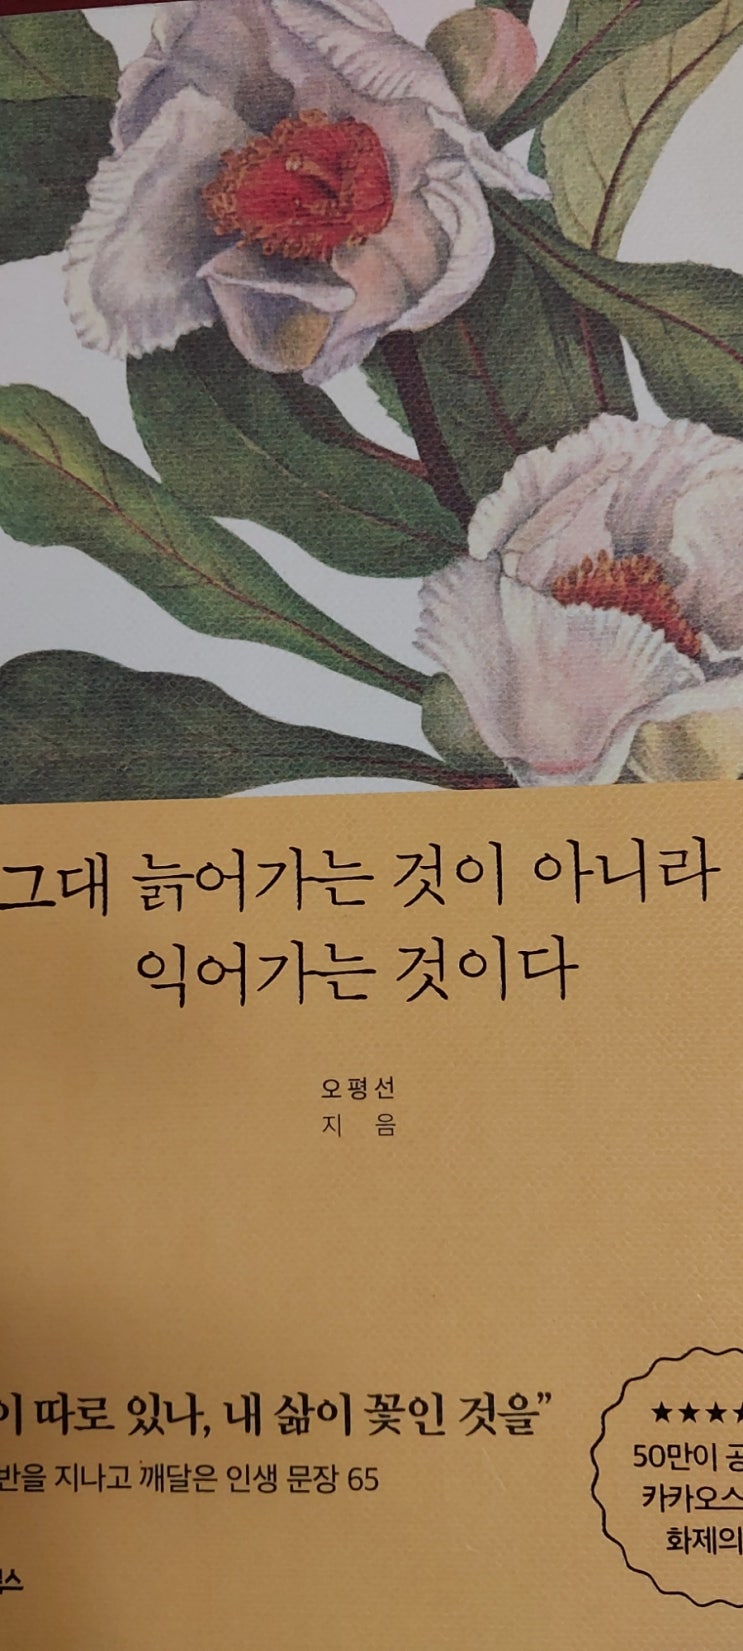 그대 늙어가는 것이 아니라
익어가는 것이다
오평선
지 음
이 따로 있나, 내 삶이 꽃인 것을”
반을 지나고 깨달은 인생 문장 65
★★★★
50만이 공
카카오스
화제의